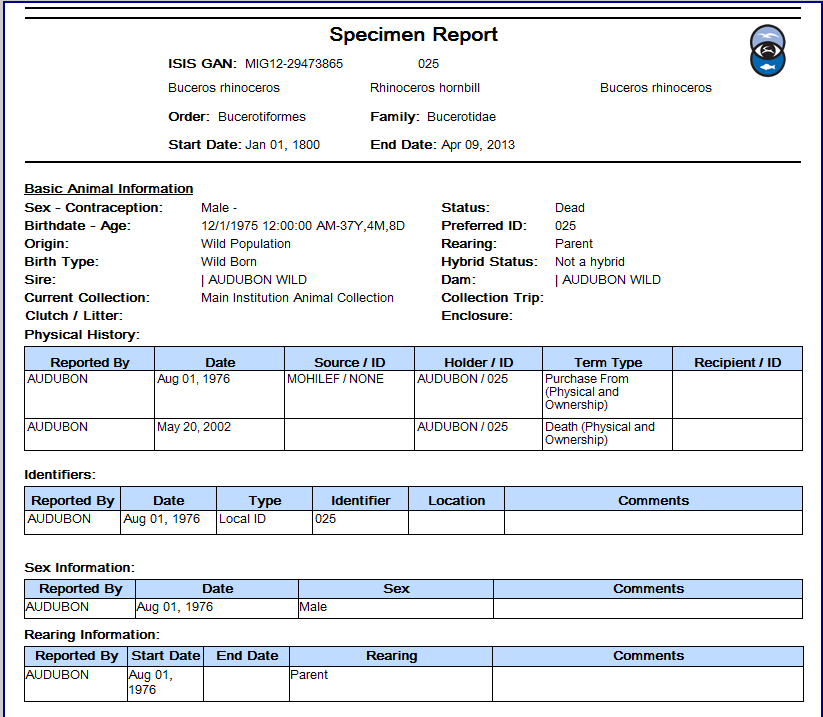 Specimen Report
ISIS GAN: MIG12-29473865 025
Buceros rhinoceros Rhinoceros hornbill Buceros rhinoceros
Order: Bucerotiformes Family: Bucerotidae
Start Date: Jan 01, 1800 End Date: Apr 09, 2013
Basic Animal Information
Sex - Contraception: Male - Status: Dead
Birthdate - Age: 12/1/1975 12:00:00 AM-37Y,4M,8D Preferred ID: 025
Origin: Wild Population Rearing: Parent
Birth Type: Wild Born Hybrid Status: Not a hybrid
Sire: | AUDUBON WILD Dam: | AUDUBON WILD
Current Collection: Main Institution Animal Collection Collection Trip:
Clutch / Litter: Enclosure:
Physical History:
Reported By Date Source / ID Holder / ID Term Type Recipient / ID
AUDUBON Aug 01, 1976 MOHILEF / NONE AUDUBON / 025 Purchase From
(Physical and
Ownership)
AUDUBON May 20, 2002 AUDUBON / 025 Death (Physical and
Ownership)
Identifiers:
Reported By Date Type Identifier Location Comments
AUDUBON Aug 01, 1976 Local ID 025
Sex Information:
Reported By Date Sex Comments
AUDUBON Aug 01, 1976 Male
Rearing Information:
Reported By Start Date End Date Rearing Comments
AUDUBON Aug 01, Parent
1976